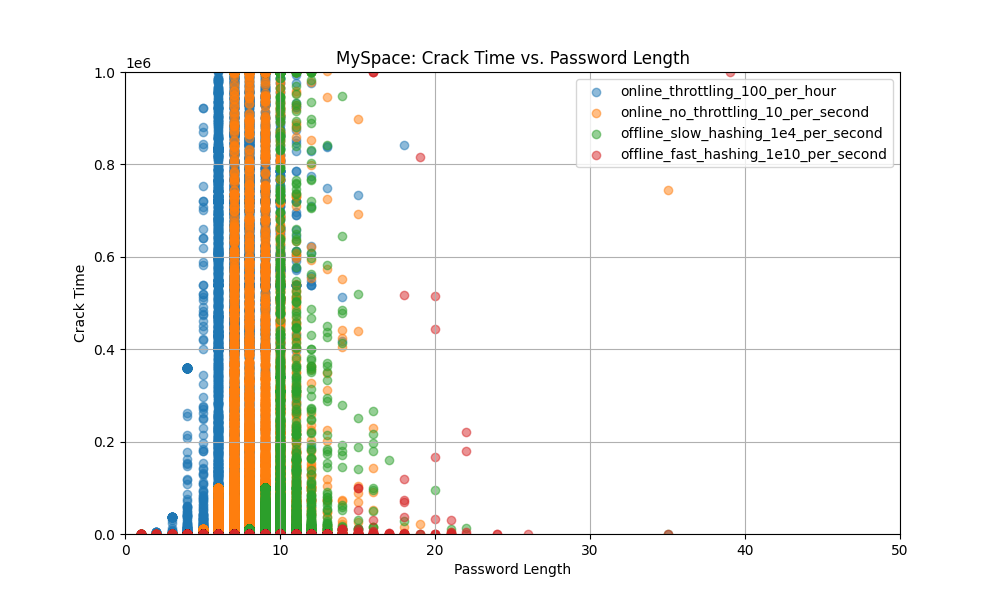 MySpace: Crack Time vs. Password Length
1e6
1.0
0.8
0.6
0.4
0.2
0.0
Crack Time
online_throttling_100_per_hour
online_no_throttling_10_per_second
offline_slow_hashing_1e4_per_second
offline_fast_hashing_1e10_per_second
0 10 20 30 40 50
Password Length